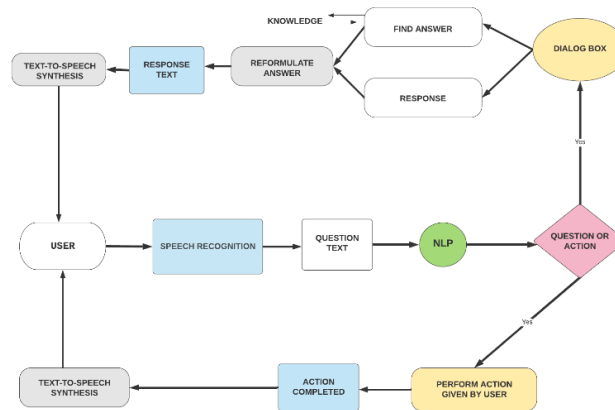 KNOWLEDGE
FIND ANSWER
DIALOG BOX
TEXT-TO-SPEECH
SYNTHESIS
RESPONSE
TEXT
REFORMULATE
ANSWER
RESPONSE
Yes
USER
SPEECH RECOGNITION
QUESTION
TEXT
NLP
QUESTION OR
ACTION
Yes
TEXT-TO-SPEECH
SYNTHESIS
ACTION
COMPLETED
PERFORM ACTION
GIVEN BY USER